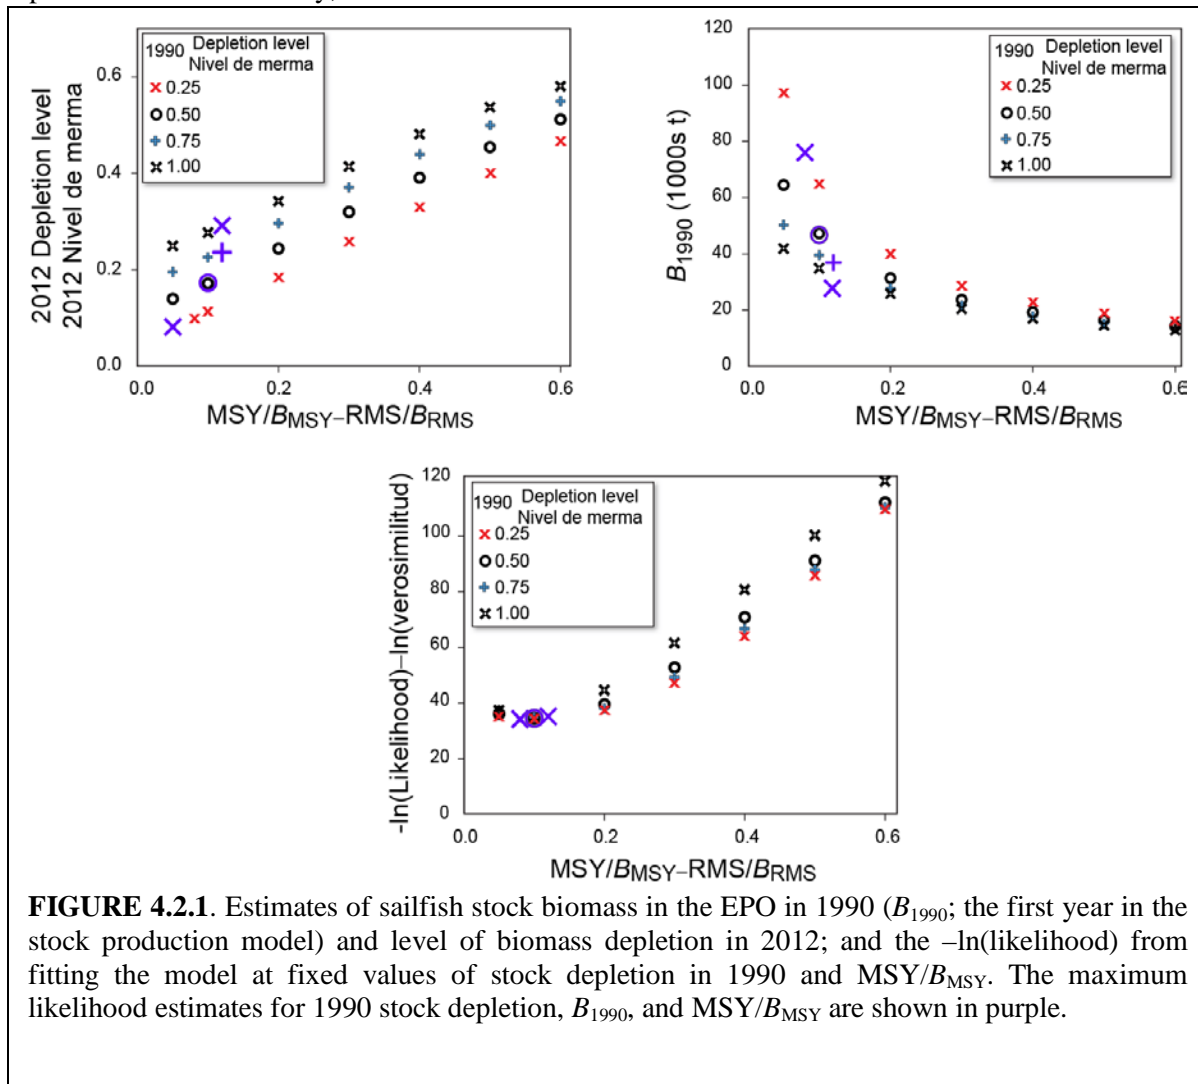 1990 Depletion level
Nivel de merma
0.25
0.50
0.75
1.00
2012 Depletion level
2012 Nivel de merma
0.6
0.4
0.2
0.0
0.0 0.2 0.4 0.6
MSY/BMSY–RMS/BRMS
1990 Depletion level
Nivel de merma
0.25
0.50
0.75
1.00
B1990 (1000s t)
120
100
80
60
40
20
0
0.0 0.2 0.4 0.6
MSY/BMSY–RMS/BRMS
1990 Depletion level
Nivel de merma
0.25
0.50
0.75
1.00
-ln(Likelihood)–ln(verosimilitud)
120
100
80
60
40
20
0
0.0 0.2 0.4 0.6
MSY/BMSY–RMS/BRMS
FIGURE 4.2.1. Estimates of sailfish stock biomass in the EPO in 1990 (B1990; the first year in the
stock production model) and level of biomass depletion in 2012; and the –ln(likelihood) from
fitting the model at fixed values of stock depletion in 1990 and MSY/BMSY. The maximum
likelihood estimates for 1990 stock depletion, B1990, and MSY/BMSY are shown in purple.